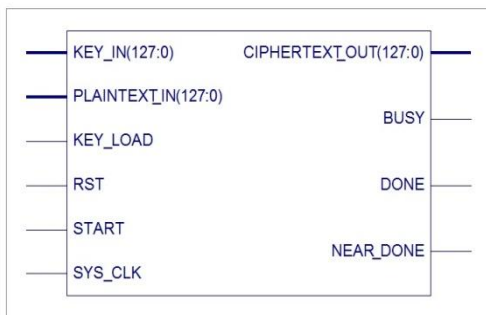 KEY_IN(127:0)
CIPHERTEXT_OUT(127:0)
PLAINTEXT_IN(127:0)
BUSY
KEY_LOAD
RST
DONE
START
NEAR_DONE
SYS_CLK